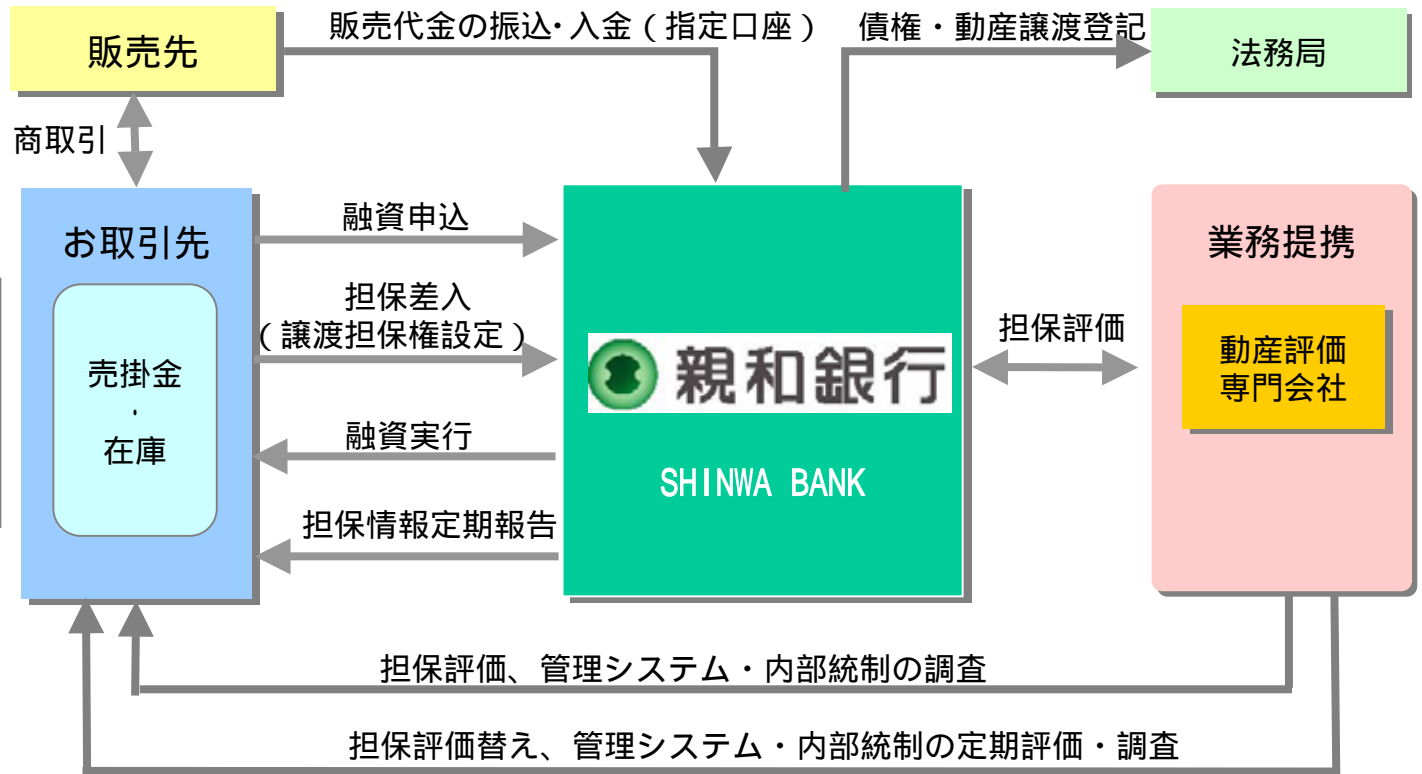 販売代金の振込・入金（指定口座）
債権・動産譲渡登記
販売先
法務局
商取引
お取引先
売掛金
・
在庫
融資申込
担保差入
（譲渡担保権設定）
融資実行
担保情報定期報告
親和銀行
SHINWA BANK
担保評価
業務提携
動産評価
専門会社
担保評価、管理システム・内部統制の調査
担保評価替え、管理システム・内部統制の定期評価・調査